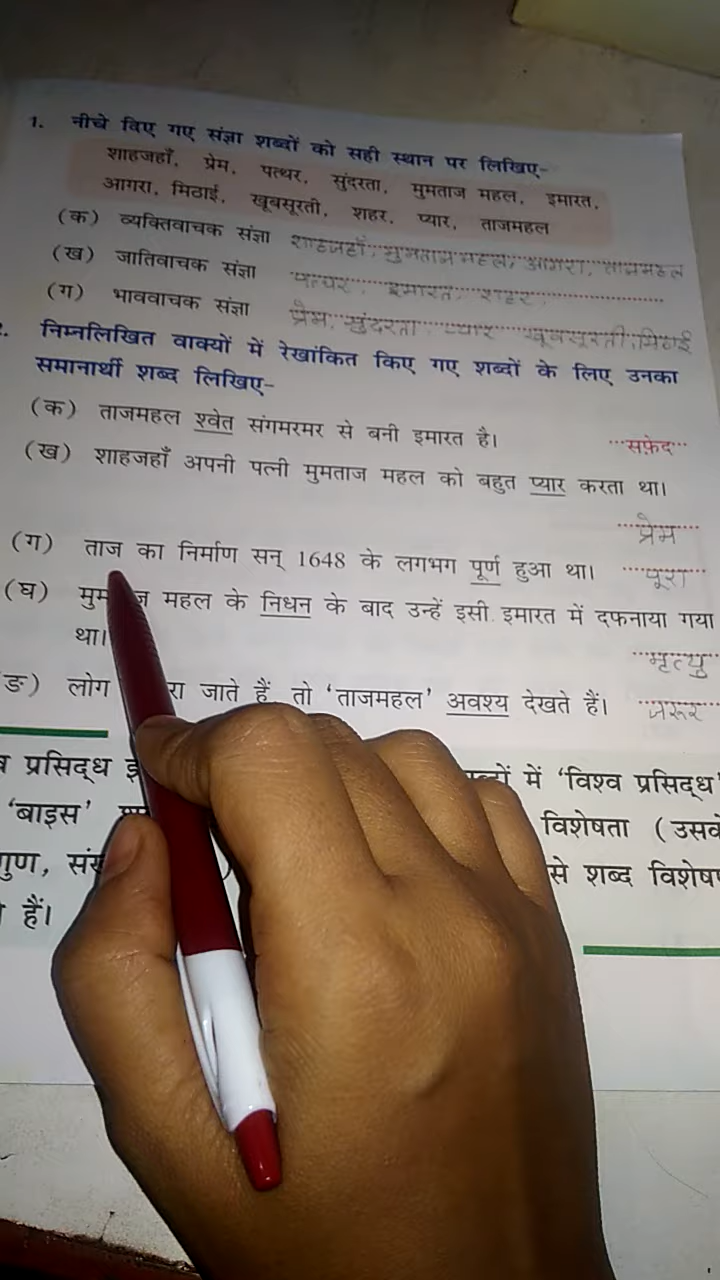 1. नीचे दिए गए संज्ञा शब्दों को सही स्थान पर लिखिए-
शाहजहाँ, प्रेम, पत्थर, सुंदरता, मुमताज महल, इमारत,
आगरा, मिठाई, खूबसूरती, शहर, प्यार, ताजमहल
(क) व्यक्तिवाचक संज्ञा शाहजहाँ, मुमताज महल, आगरा, ताजमहल
(ख) जातिवाचक संज्ञा पत्थर, इमारत, शहर,
(ग) भाववाचक संज्ञा प्रेम, सुंदरता, प्यार खूबसूरती, मिठाई
2. निम्नलिखित वाक्यों में रेखांकित किए गए शब्दों के लिए उनका
समानार्थी शब्द लिखिए-
(क) ताजमहल श्वेत संगमरमर से बनी इमारत है। सफ़ेद
(ख) शाहजहाँ अपनी पत्नी मुमताज महल को बहुत प्यार करता था।
प्रेम
(ग) ताज का निर्माण सन् 1648 के लगभग पूर्ण हुआ था। पूरा
(घ) महल के निधन के बाद उन्हें इसी इमारत में दफनाया गया
था। मृत्यु
ङ) लोग जाते हैं, तो 'ताजमहल' अवश्य देखते हैं। जरूर
प्रसिद्ध में 'विश्व प्रसिद्ध'
'बाइस' विशेषता
गुण, से शब्द
हैं।